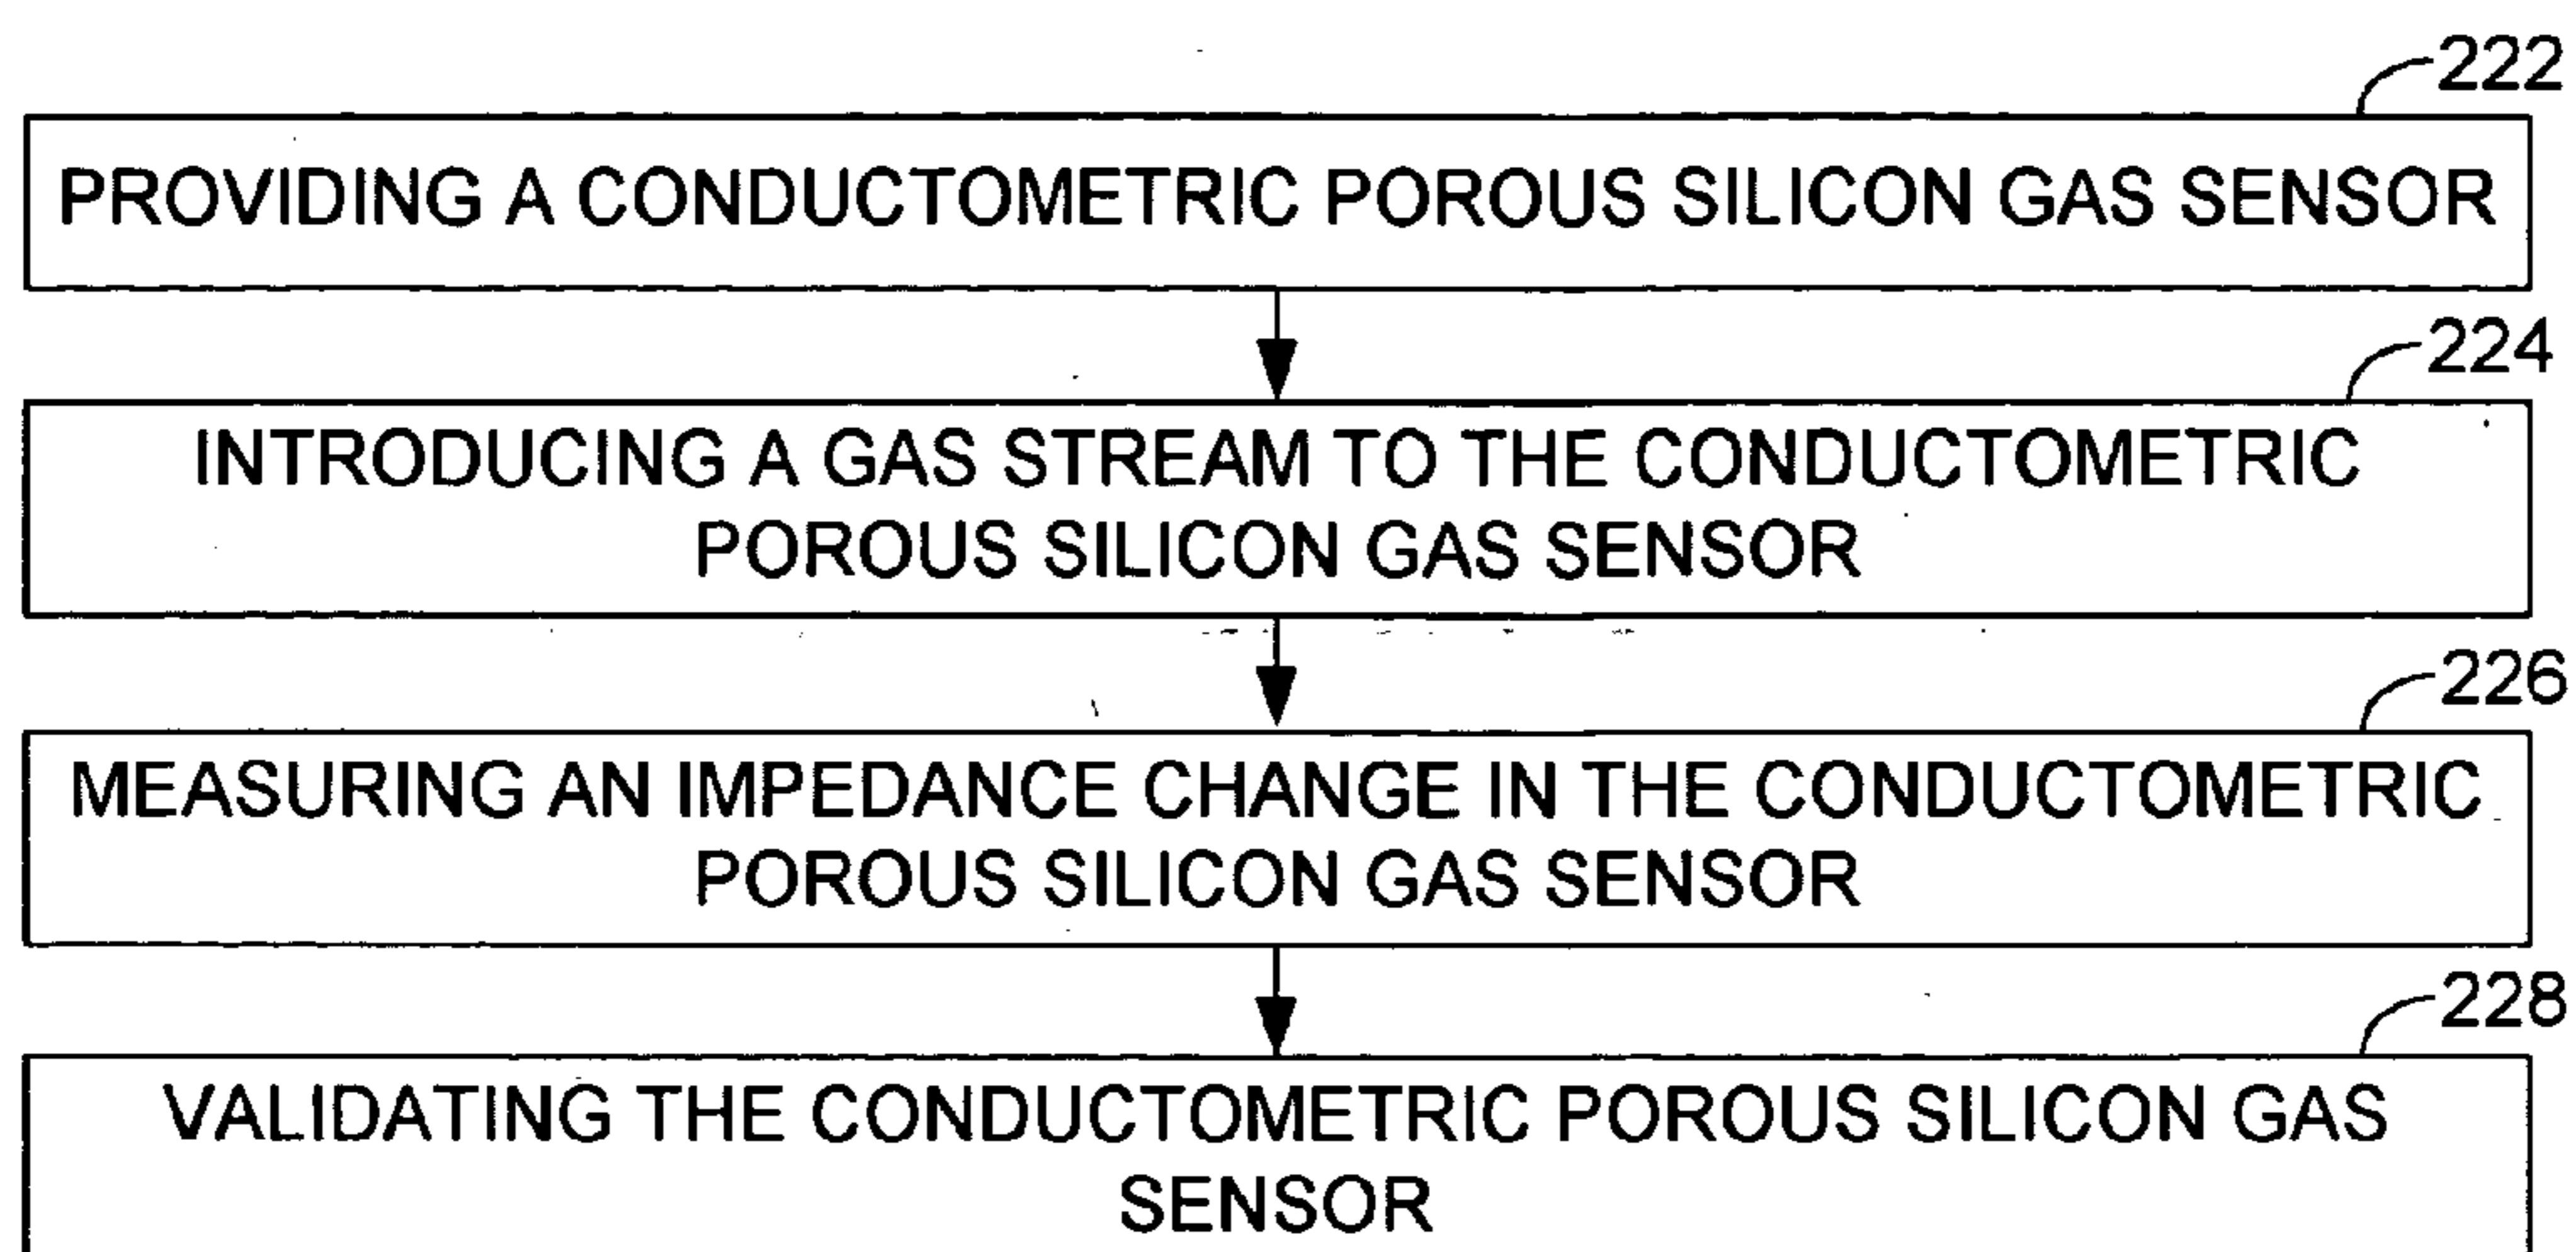 222
PROVIDING A CONDUCTOMETRIC POROUS SILICON GAS SENSOR
224
INTRODUCING A GAS STREAM TO THE CONDUCTOMETRIC
POROUS SILICON GAS SENSOR
226
MEASURING AN IMPEDANCE CHANGE IN THE CONDUCTOMETRIC
POROUS SILICON GAS SENSOR
228
VALIDATING THE CONDUCTOMETRIC POROUS SILICON GAS
SENSOR